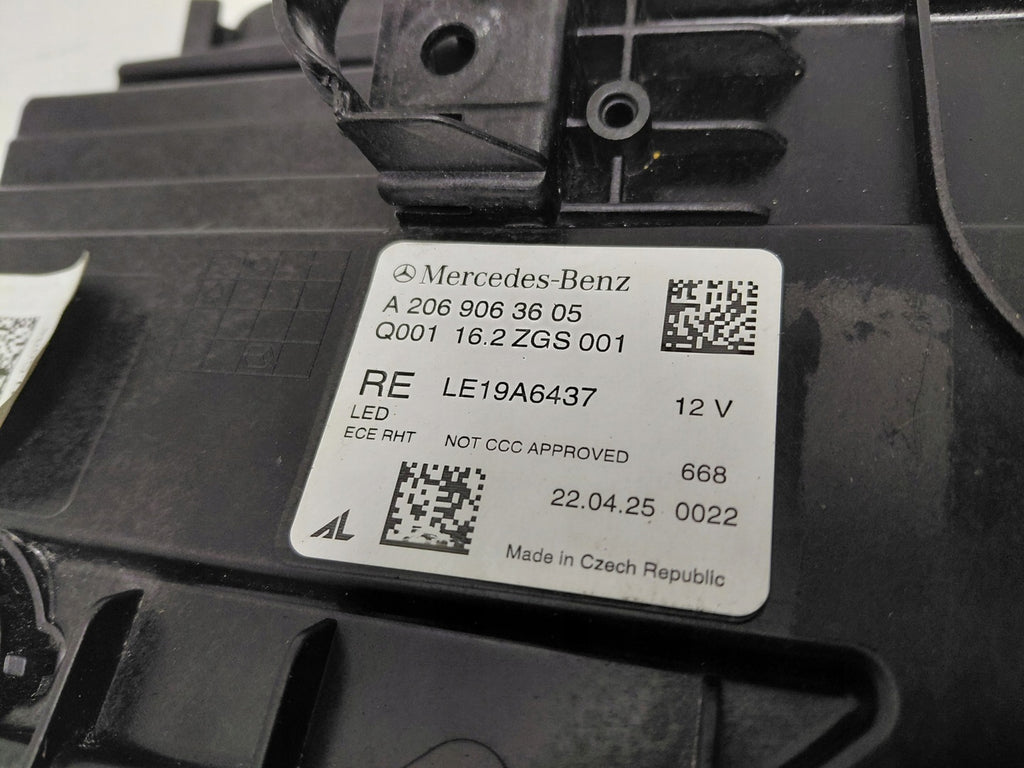 Mercedes-Benz
A 206 906 36 05
Q001 16.2 ZGS 001
RE LE19A6437 12 V
LED
ECE RHT NOT CCC APPROVED 668
22.04.25 0022
AL
Made in Czech Republic